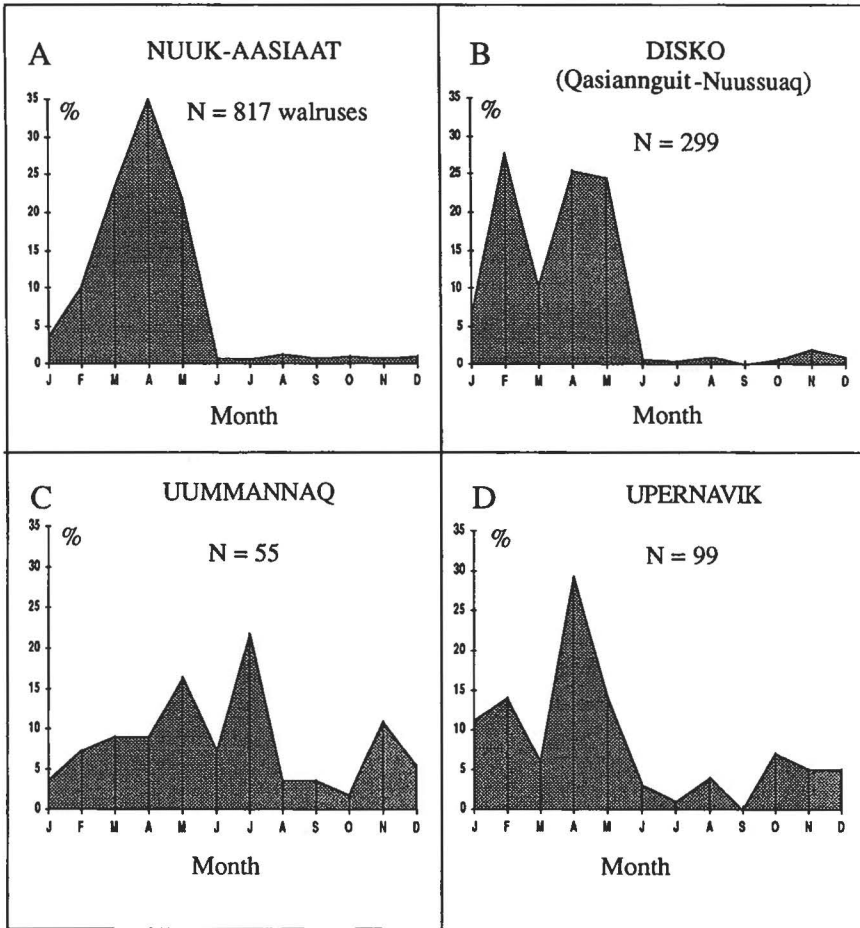 A NUUK-AASIAAT
35 % N = 817 walruses
30
25
20
15
10
5
0
J F M A M J J A S O N D
Month
B DISKO
(Qasiannguit-Nuussuaq)
35 %
N = 299
30
25
20
15
10
5
0
J F M A M J J A S O N D
Month
C UUMMANNAQ
35 %
N = 55
30
25
20
15
10
5
0
J F M A M J J A S O N D
Month
D UPERNAVIK
35 %
N = 99
30
25
20
15
10
5
0
J F M A M J J A S O N D
Month